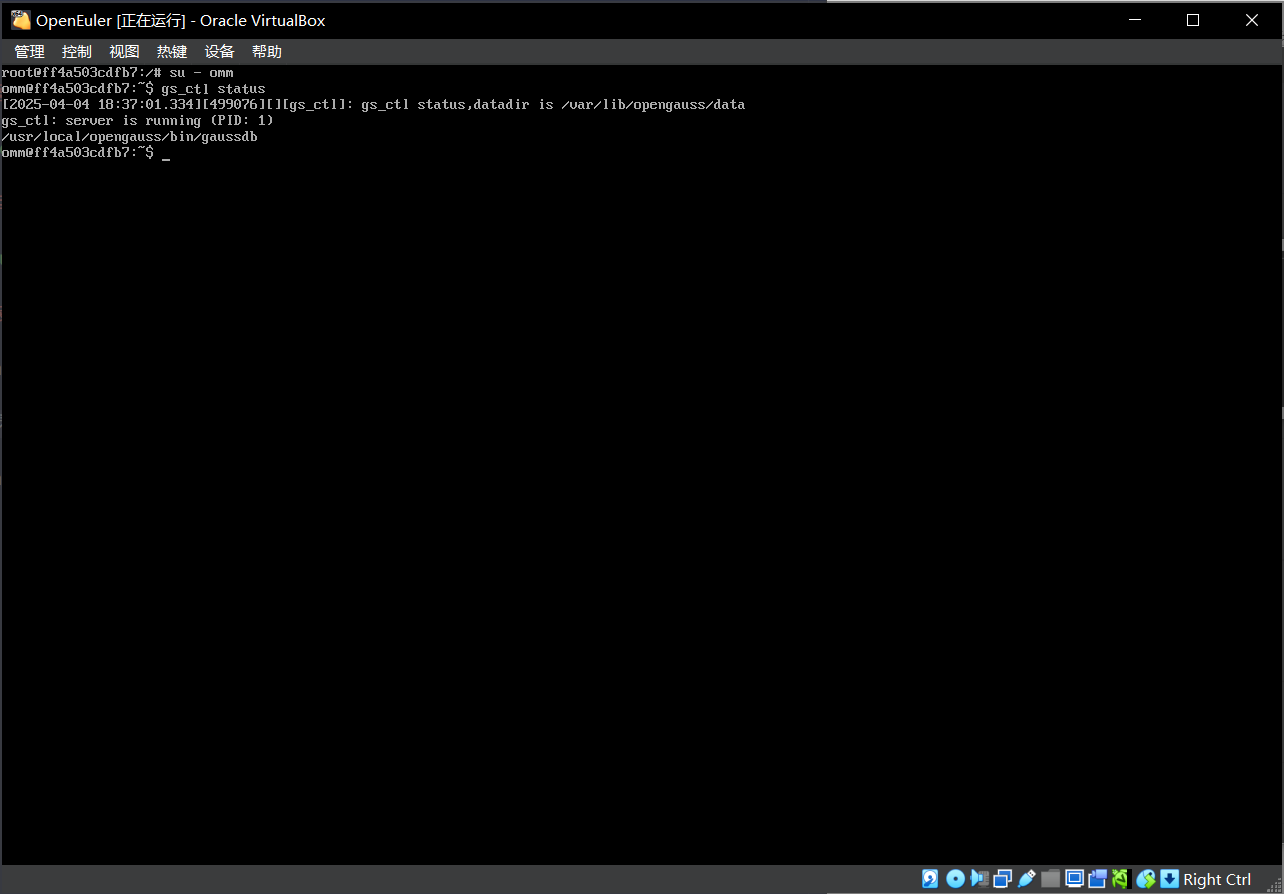 OpenEuler [正在运行] - Oracle VirtualBox
管理 控制 视图 热键 设备 帮助
root@ff4a503cdfb7:/# su - omm
omm@ff4a503cdfb7:~$ gs_ctl status
[2025-04-04 18:37:01.334][499076][][gs_ctl]: gs_ctl status,datadir is /var/lib/opengauss/data
gs_ctl: server is running (PID: 1)
/usr/local/opengauss/bin/gaussdb
omm@ff4a503cdfb7:~$ _
Right Ctrl